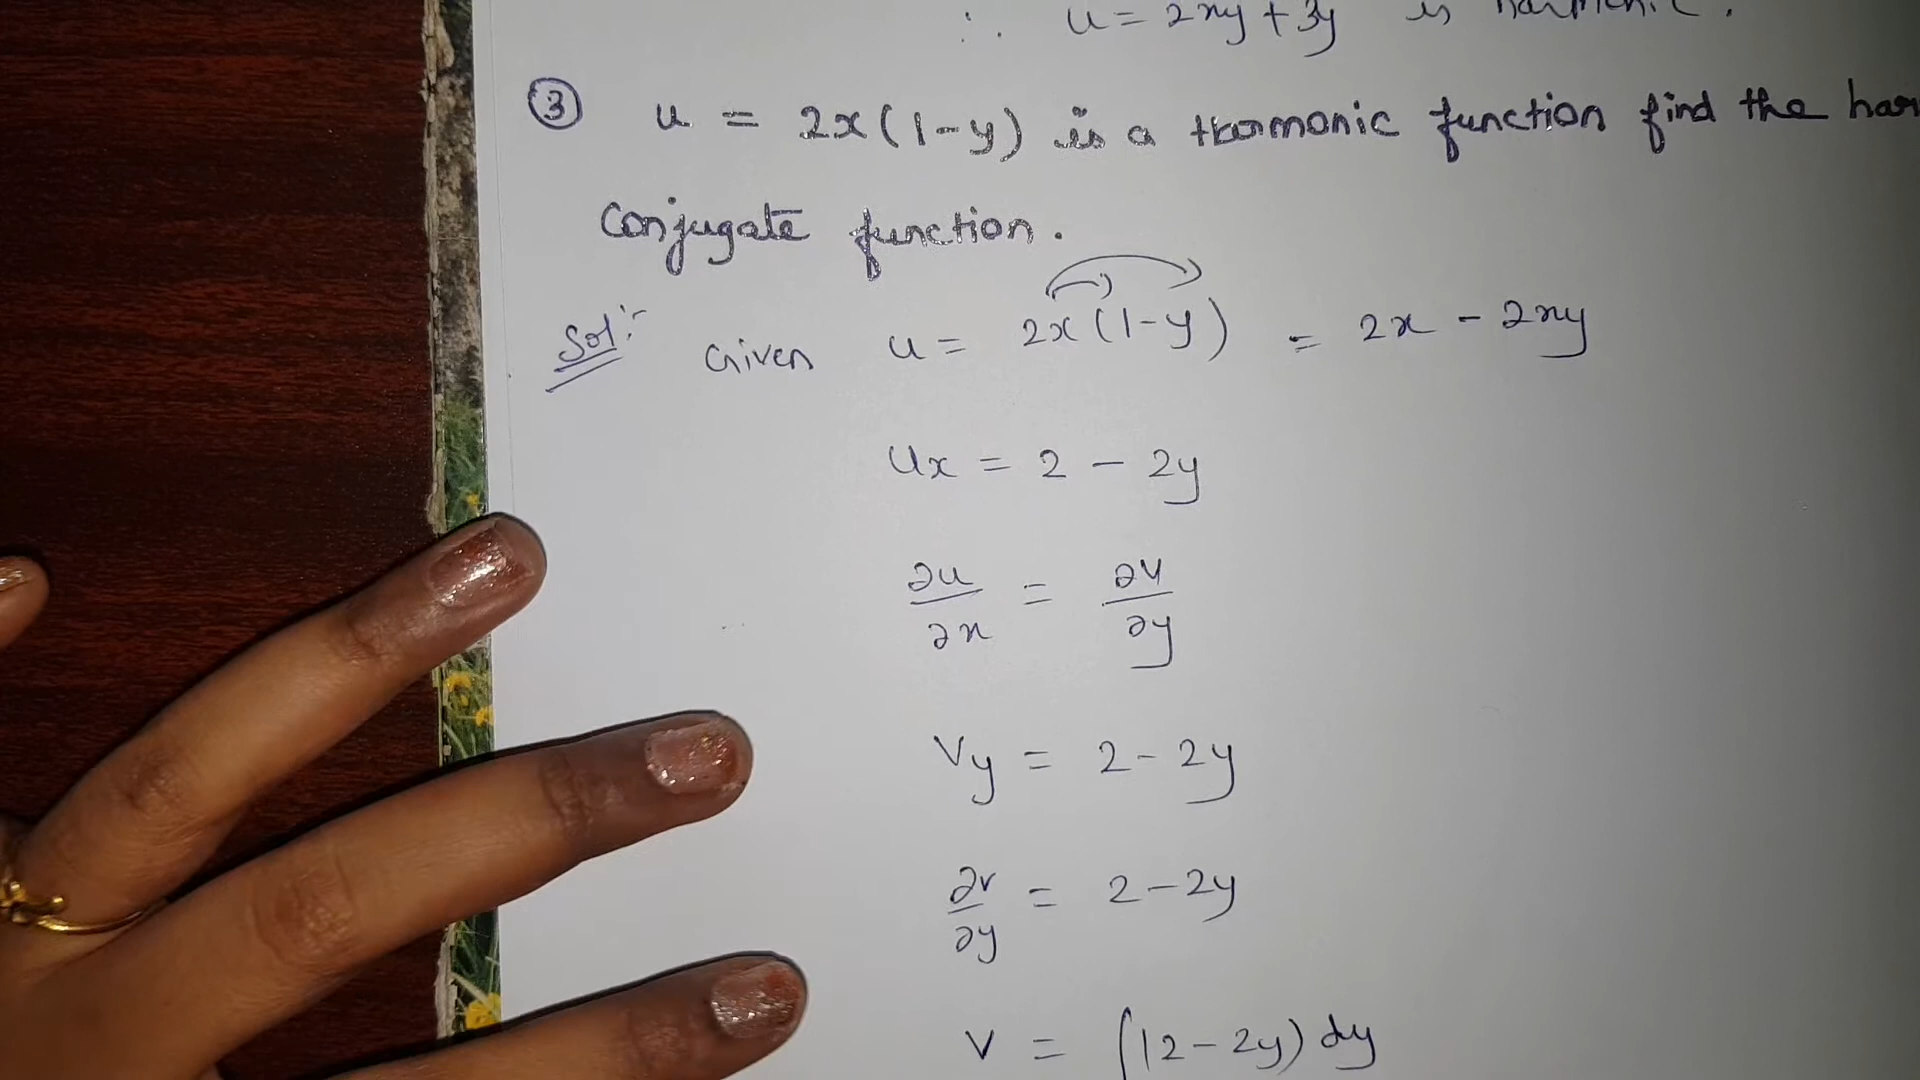 ∴ u = 2xy + 3y is harmonic.
③ u = 2x(1-y) is a Harmonic function find the har
conjugate function.
Sol:- Given u = 2x(1-y) = 2x - 2xy
ux = 2 - 2y
∂u/∂x = ∂v/∂y
Vy = 2-2y
∂v/∂y = 2-2y
v = ∫(2-2y) dy